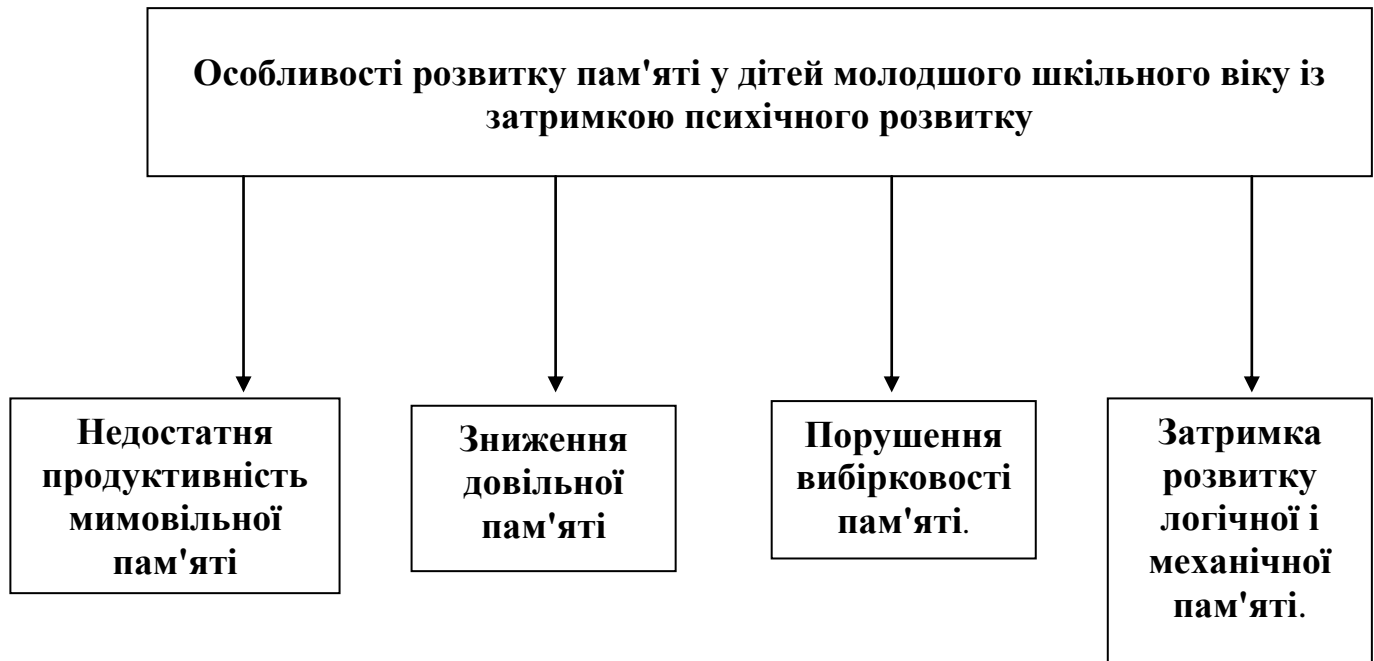 Особливості розвитку пам'яті у дітей молодшого шкільного віку із
затримкою психічного розвитку
Недостатня
продуктивність
мимовільної
пам'яті
Зниження
довільної
пам'яті
Порушення
вибірковості
пам'яті.
Затримка
розвитку
логічної і
механічної
пам'яті.